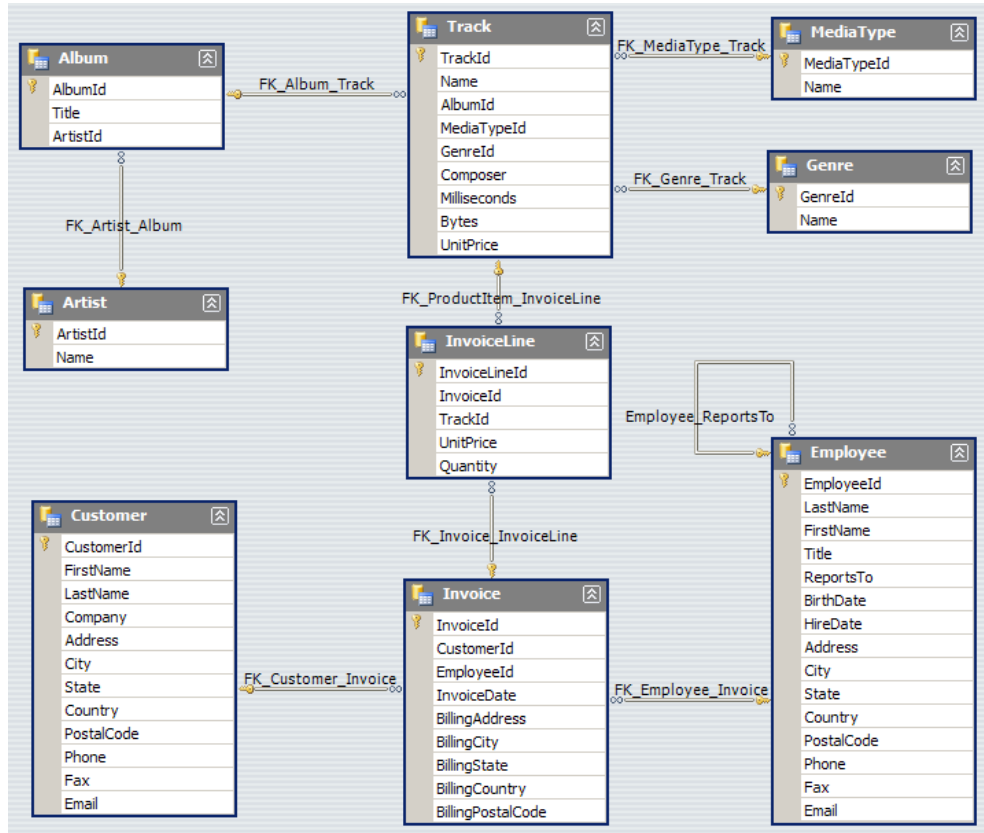 Album
AlbumId
Title
ArtistId
FK_Album_Track
Track
TrackId
Name
AlbumId
MediaTypeId
GenreId
Composer
Milliseconds
Bytes
UnitPrice
FK_MediaType_Track
MediaType
MediaTypeId
Name
FK_Genre_Track
Genre
GenreId
Name
FK_Artist_Album
Artist
ArtistId
Name
FK_ProductItem_InvoiceLine
InvoiceLine
InvoiceLineId
InvoiceId
TrackId
UnitPrice
Quantity
Employee_ReportsTo
Employee
EmployeeId
LastName
FirstName
Title
ReportsTo
BirthDate
HireDate
Address
City
State
Country
PostalCode
Phone
Fax
Email
FK_Invoice_InvoiceLine
Customer
CustomerId
FirstName
LastName
Company
Address
City
State
Country
PostalCode
Phone
Fax
Email
FK_Customer_Invoice
Invoice
InvoiceId
CustomerId
EmployeeId
InvoiceDate
BillingAddress
BillingCity
BillingState
BillingCountry
BillingPostalCode
FK_Employee_Invoice